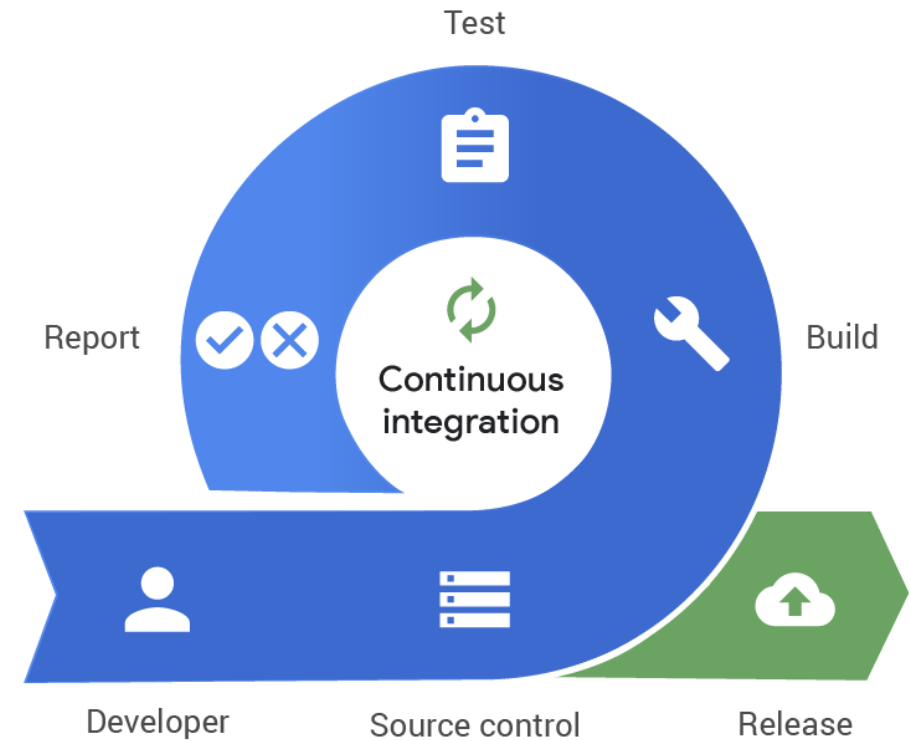 Test
Report
Build
Continuous
integration
Developer
Source control
Release